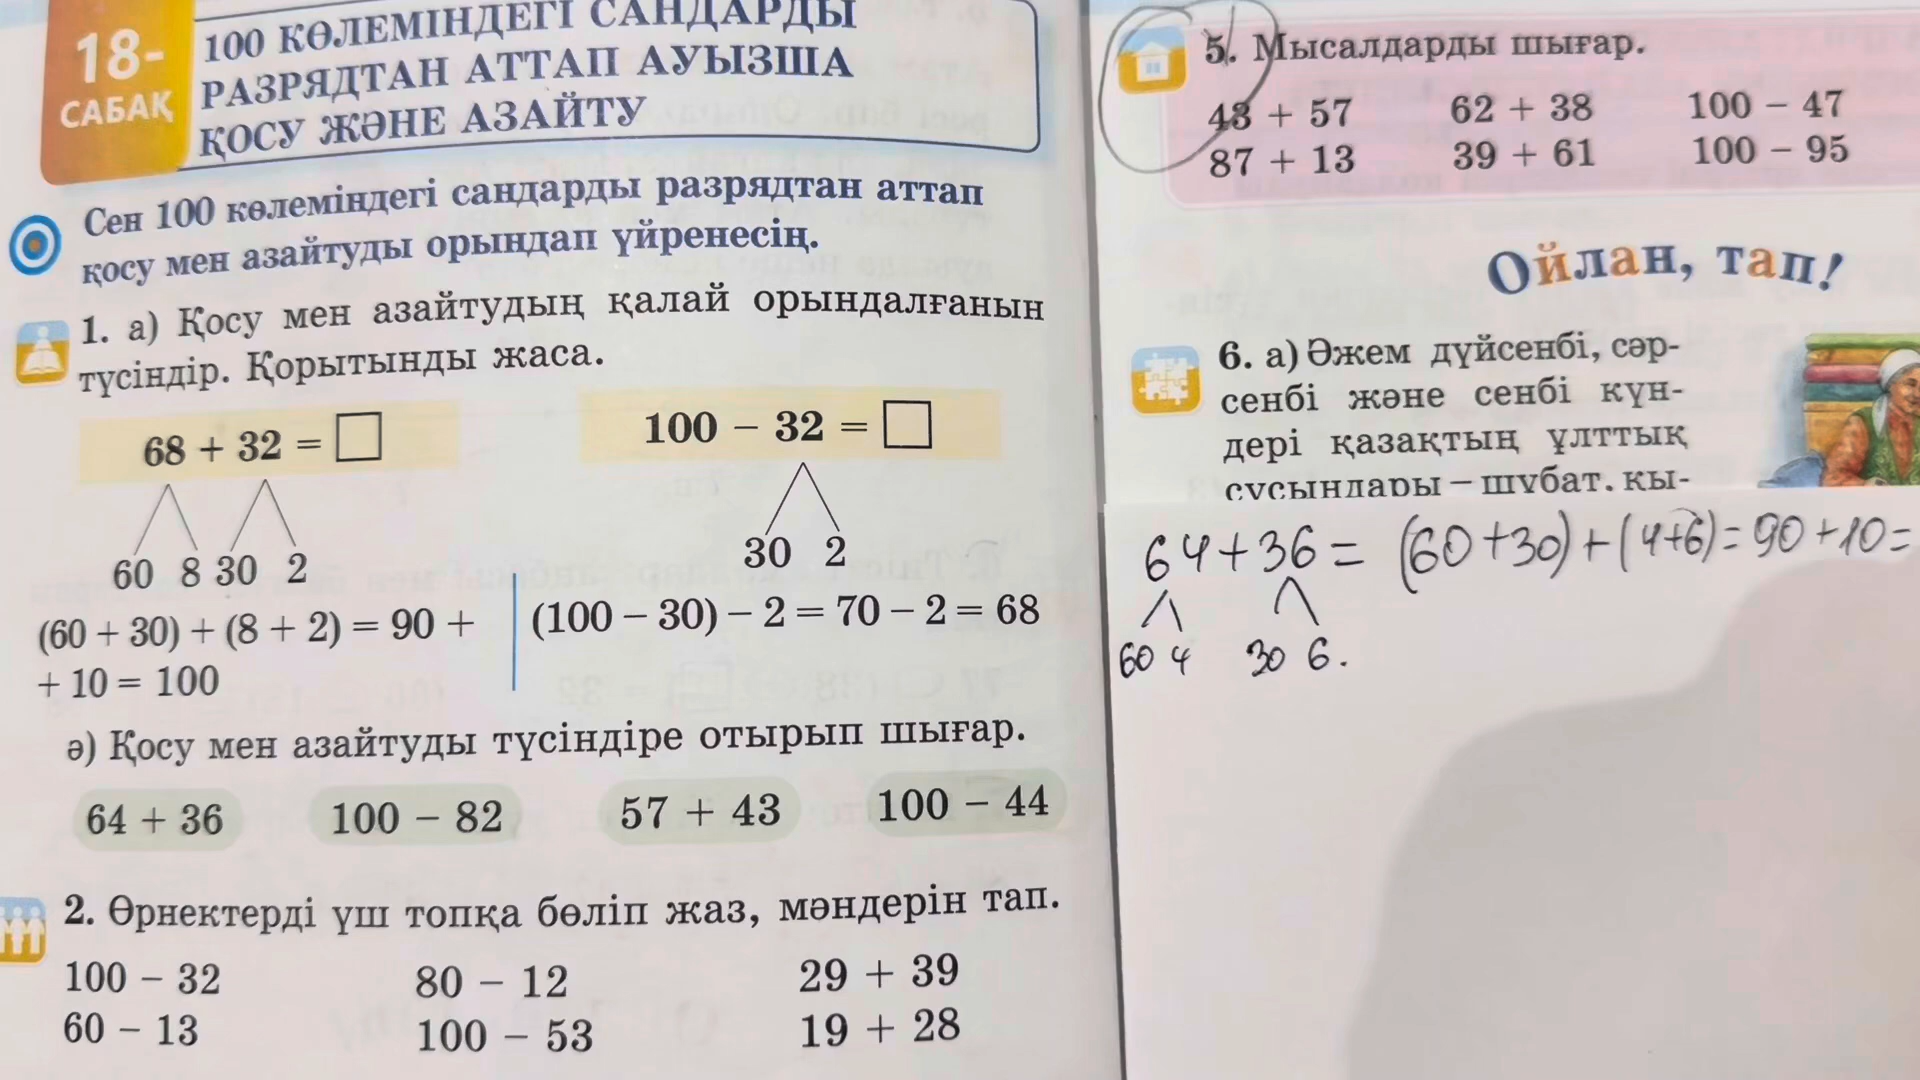 18-
САБАҚ
100 КӨЛЕМІНДЕГІ САНДАРДЫ
РАЗРЯДТАН АТТАП АУЫЗША
ҚОСУ ЖӘНЕ АЗАЙТУ
Сен 100 көлеміндегі сандарды разрядтан аттап
қосу мен азайтуды орындап үйренесің.
1. а) Қосу мен азайтудың қалай орындалғанын
түсіндір. Қорытынды жаса.
68 + 32 = □
100 − 32 = □
60 8 30 2
30 2
(60 + 30) + (8 + 2) = 90 +
+ 10 = 100
(100 − 30) − 2 = 70 − 2 = 68
ә) Қосу мен азайтуды түсіндіре отырып шығар.
64 + 36 100 − 82 57 + 43 100 − 44
2. Өрнектерді үш топқа бөліп жаз, мәндерін тап.
100 − 32 80 − 12 29 + 39
60 − 13 100 − 53 19 + 28
5. Мысалдарды шығар.
43 + 57 62 + 38 100 − 47
87 + 13 39 + 61 100 − 95
Ойлан, тап!
6. а) Әжем дүйсенбі, сәр-
сенбі және сенбі күн-
дері қазақтың ұлттық
сусындары – шұбат, қы-
64+36= (60+30)+(4+6)=90+10=
60 4 30 6.